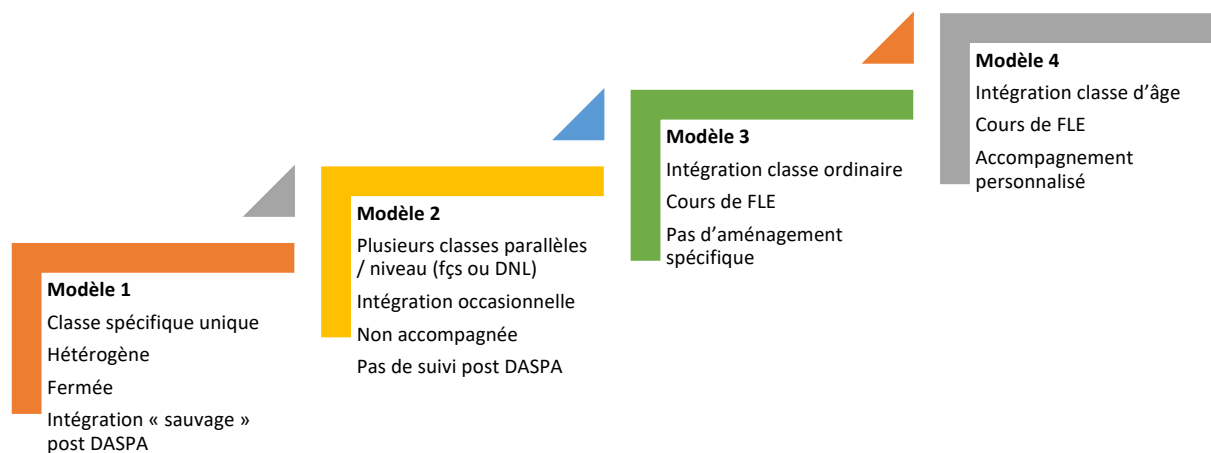 Modèle 1
Classe spécifique unique
Hétérogène
Fermée
Intégration « sauvage »
post DASPA
Modèle 2
Plusieurs classes parallèles
/ niveau (fçs ou DNL)
Intégration occasionnelle
Non accompagnée
Pas de suivi post DASPA
Modèle 3
Intégration classe ordinaire
Cours de FLE
Pas d’aménagement
spécifique
Modèle 4
Intégration classe d’âge
Cours de FLE
Accompagnement
personnalisé